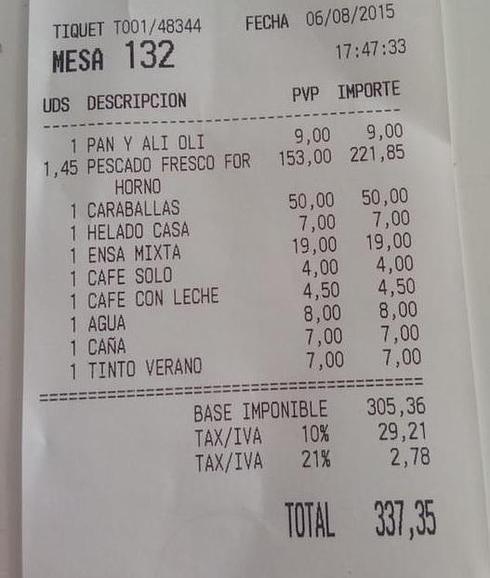 TIQUET T001/48344 FECHA 06/08/2015
MESA 132 17:47:33
UDS DESCRIPCION PVP IMPORTE
1 PAN Y ALI OLI 9,00 9,00
1,45 PESCADO FRESCO FOR 153,00 221,85
HORNO
1 CARABALLAS 50,00 50,00
1 HELADO CASA 7,00 7,00
1 ENSA MIXTA 19,00 19,00
1 CAFE SOLO 4,00 4,00
1 CAFE CON LECHE 4,50 4,50
1 AGUA 8,00 8,00
1 CAÑA 7,00 7,00
1 TINTO VERANO 7,00 7,00
BASE IMPONIBLE 305,36
TAX/IVA 10% 29,21
TAX/IVA 21% 2,78
TOTAL 337,35